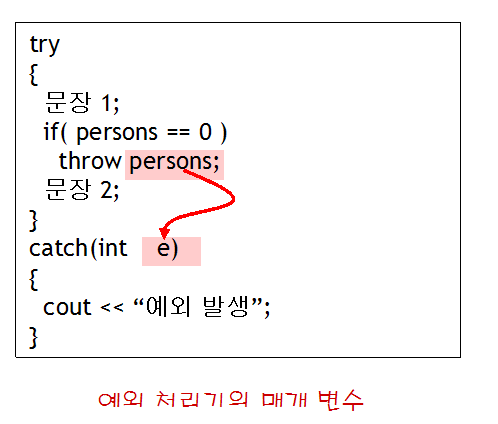 try
{
문장 1;
if( persons == 0 )
throw persons;
문장 2;
}
catch(int e)
{
cout << “예외 발생”;
}
예외 처리기의 매개 변수